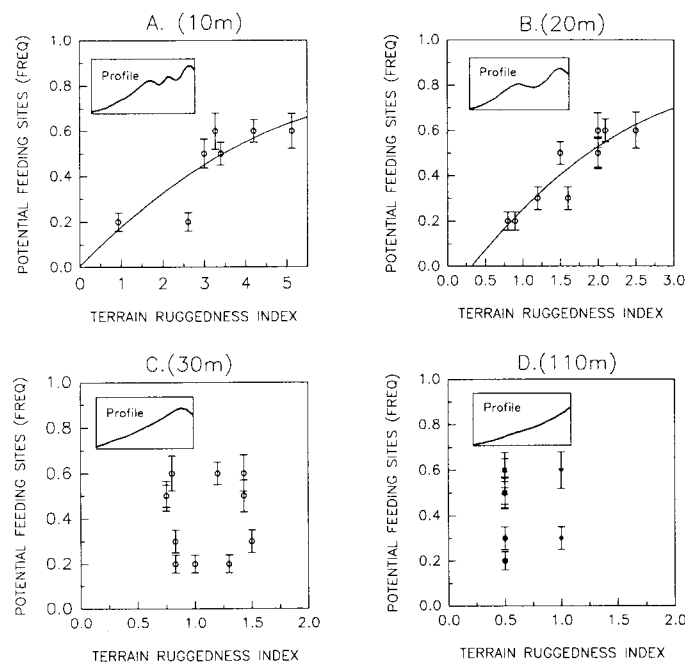 A. (10m)
POTENTIAL FEEDING SITES (FREQ)
1.0
0.8
0.6
0.4
0.2
0.0
Profile
0 1 2 3 4 5
TERRAIN RUGGEDNESS INDEX
B.(20m)
POTENTIAL FEEDING SITES (FREQ)
1.0
0.8
0.6
0.4
0.2
0.0
Profile
0.0 0.5 1.0 1.5 2.0 2.5 3.0
TERRAIN RUGGEDNESS INDEX
C.(30m)
POTENTIAL FEEDING SITES (FREQ)
1.0
0.8
0.6
0.4
0.2
0.0
Profile
0.0 0.5 1.0 1.5 2.0
TERRAIN RUGGEDNESS INDEX
D.(110m)
POTENTIAL FEEDING SITES (FREQ)
1.0
0.8
0.6
0.4
0.2
0.0
Profile
0.0 0.5 1.0 1.5 2.0
TERRAIN RUGGEDNESS INDEX